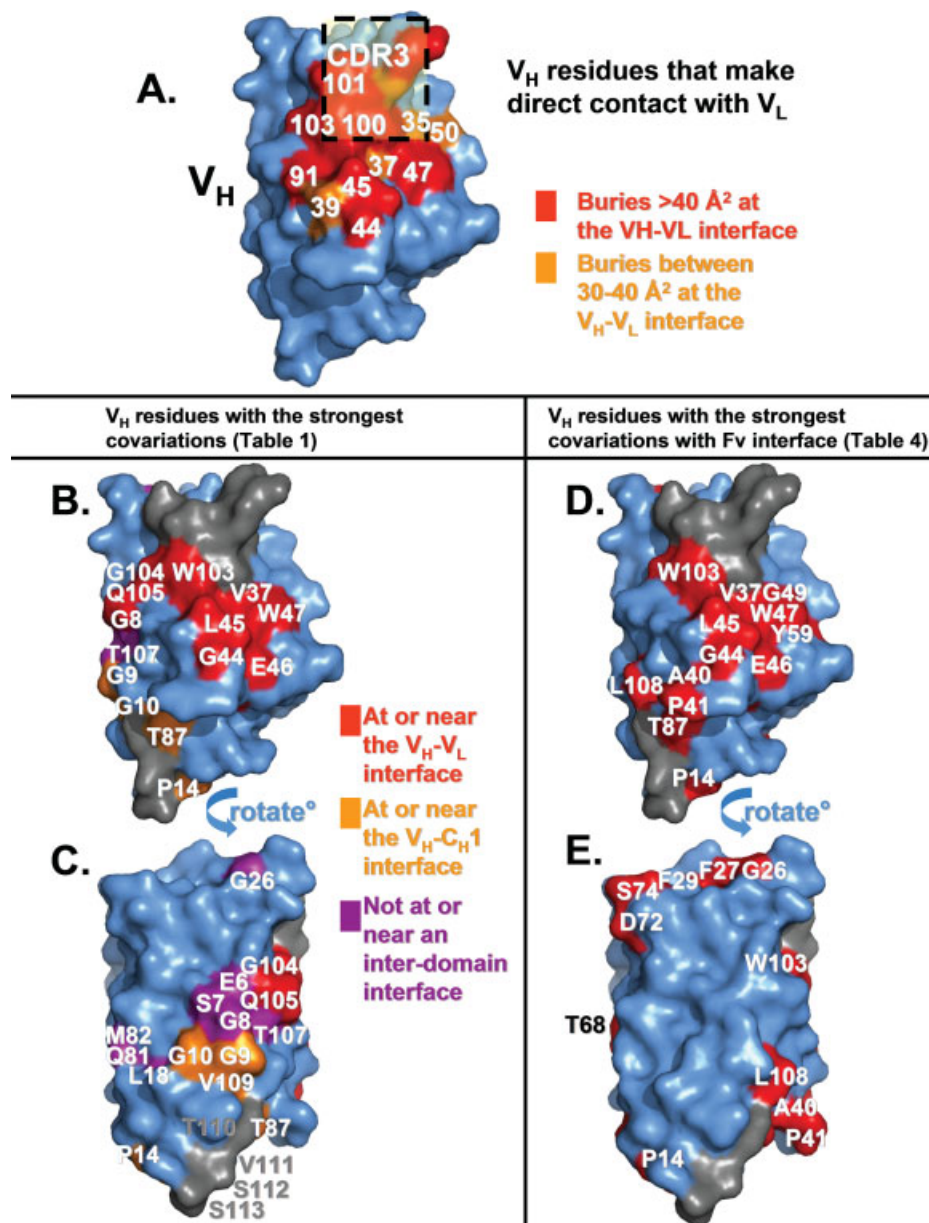 A.
CDR3
101
103 100 35 50
V_H
91 45 37 47
39
44
V_H residues that make
direct contact with V_L
Buries >40 Å² at
the VH-VL interface
Buries between
30-40 Å² at the
V_H-V_L interface
V_H residues with the strongest
covariations (Table 1)
V_H residues with the strongest
covariations with Fv interface (Table 4)
B.
G104 W103
Q105 V37
G8 L45 W47
T107 G44 E46
G9
G10
T87
P14
rotate°
At or near
the V_H-V_L
interface
At or near
the V_H-C_H1
interface
Not at or
near an
inter-domain
interface
C.
G26
G104
E6
S7 Q105
G8
M82 T107
Q81 G10 G9
L18 V109
T110 T87
P14
V111
S112
S113
D.
W103
V37 G49
L45 W47
Y59
G44 E46
A40
L108 P41
T87
P14
rotate°
E.
S74 F29 F27 G26
D72
W103
T68
L108
A40
P41
P14